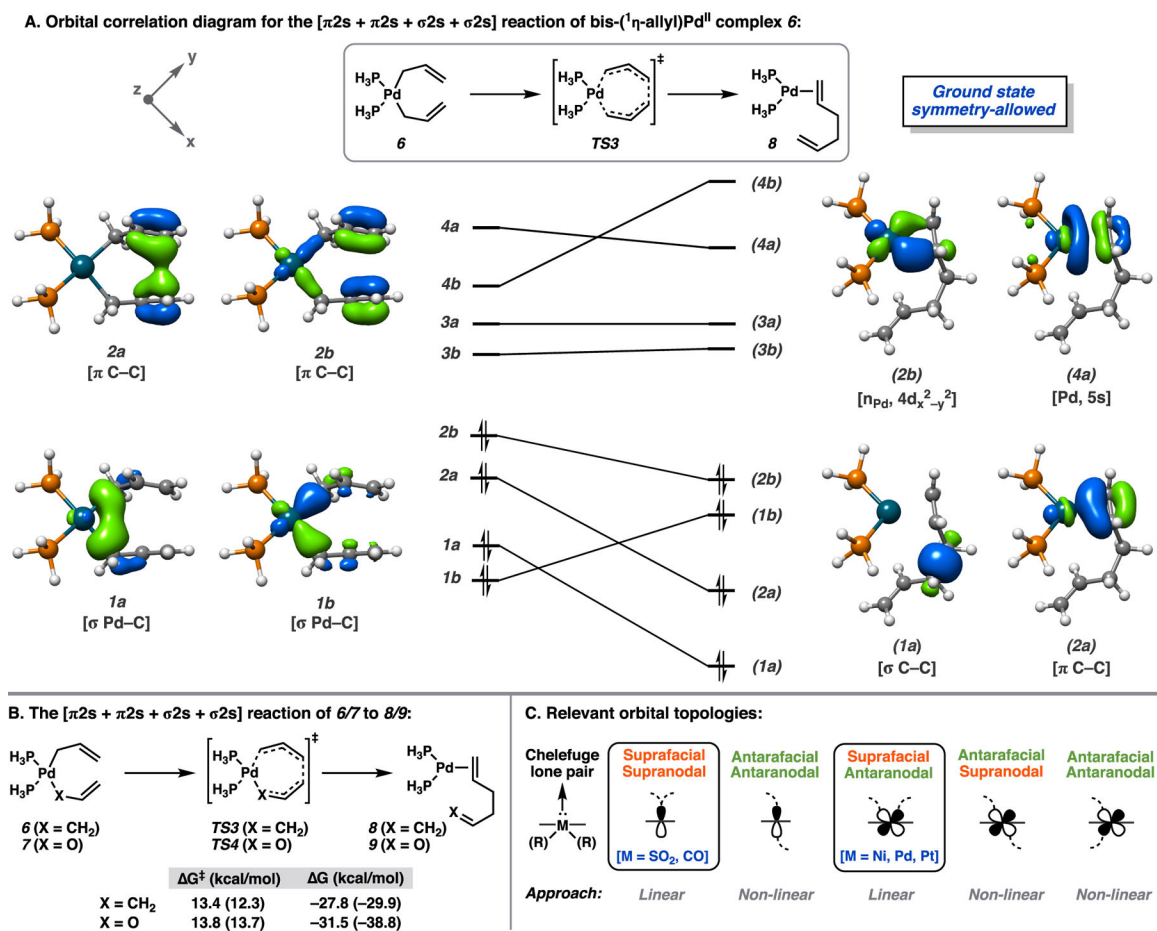 A. Orbital correlation diagram for the [π2s + π2s + σ2s + σ2s] reaction of bis-(¹η-allyl)Pdᴵᴵ complex 6:
y
z
x
H₃P
Pd
H₃P
6
H₃P
Pd
H₃P
‡
TS3
H₃P
Pd
H₃P
8
Ground state
symmetry-allowed
2a
[π C–C]
2b
[π C–C]
1a
[σ Pd–C]
1b
[σ Pd–C]
4a
4b
3a
3b
2b
2a
1a
1b
(4b)
(4a)
(3a)
(3b)
(2b)
(1b)
(2a)
(1a)
(2b)
[nPd, 4dx²–y²]
(4a)
[Pd, 5s]
(1a)
[σ C–C]
(2a)
[π C–C]
B. The [π2s + π2s + σ2s + σ2s] reaction of 6/7 to 8/9:
H₃P
Pd
H₃P
X
6 (X = CH₂)
7 (X = O)
H₃P
Pd
H₃P
X
‡
TS3 (X = CH₂)
TS4 (X = O)
H₃P
Pd
H₃P
X
8 (X = CH₂)
9 (X = O)
ΔG‡ (kcal/mol) ΔG (kcal/mol)
X = CH₂ 13.4 (12.3) –27.8 (–29.9)
X = O 13.8 (13.7) –31.5 (–38.8)
C. Relevant orbital topologies:
Chelefuge
lone pair
M
(R) (R)
Suprafacial
Supranodal
[M = SO₂, CO]
Antarafacial
Antaranodal
Suprafacial
Antaranodal
[M = Ni, Pd, Pt]
Antarafacial
Supranodal
Antarafacial
Antaranodal
Approach: Linear Non-linear Linear Non-linear Non-linear